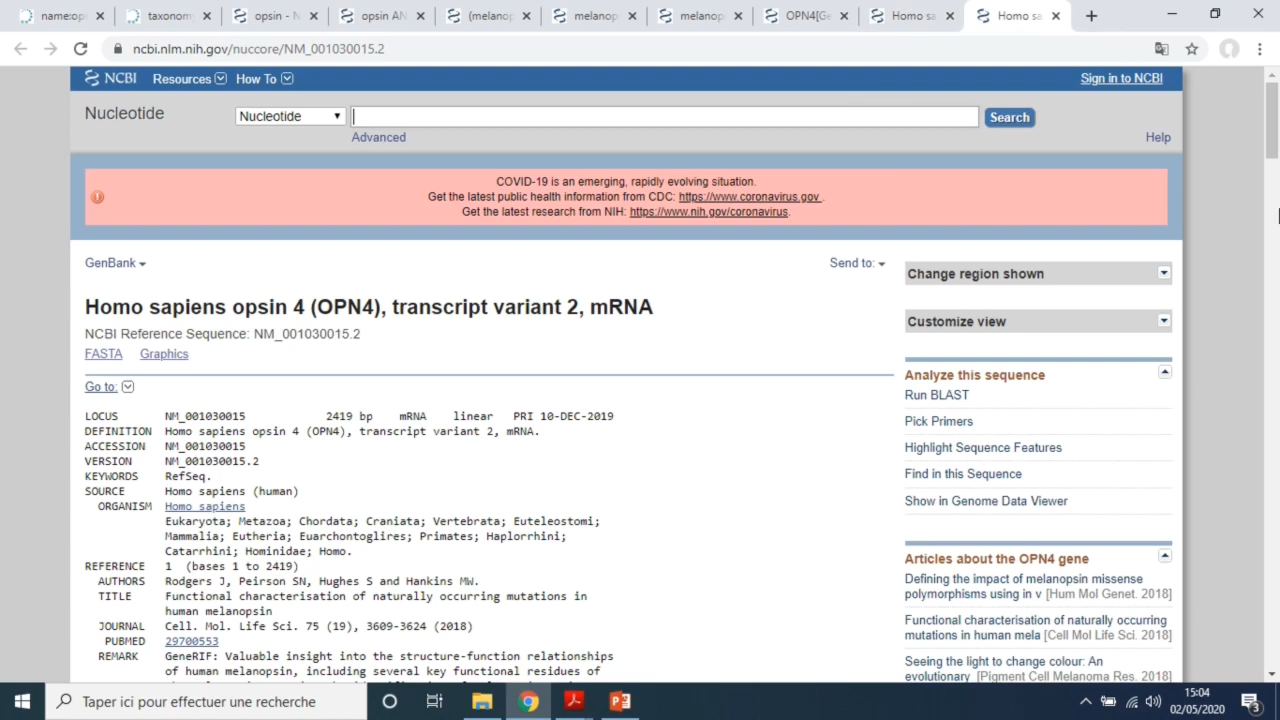 name:op
taxonom
opsin - N
opsin AN
(melanop
melanop
melanop
OPN4[Ge
Homo sa
Homo sa
ncbi.nlm.nih.gov/nuccore/NM_001030015.2
NCBI Resources How To Sign in to NCBI
Nucleotide Nucleotide Search
Advanced Help
COVID-19 is an emerging, rapidly evolving situation.
Get the latest public health information from CDC: https://www.coronavirus.gov .
Get the latest research from NIH: https://www.nih.gov/coronavirus.
GenBank Send to:
Homo sapiens opsin 4 (OPN4), transcript variant 2, mRNA
NCBI Reference Sequence: NM_001030015.2
FASTA Graphics
Go to:
LOCUS NM_001030015 2419 bp mRNA linear PRI 10-DEC-2019
DEFINITION Homo sapiens opsin 4 (OPN4), transcript variant 2, mRNA.
ACCESSION NM_001030015
VERSION NM_001030015.2
KEYWORDS RefSeq.
SOURCE Homo sapiens (human)
ORGANISM Homo sapiens
Eukaryota; Metazoa; Chordata; Craniata; Vertebrata; Euteleostomi;
Mammalia; Eutheria; Euarchontoglires; Primates; Haplorrhini;
Catarrhini; Hominidae; Homo.
REFERENCE 1 (bases 1 to 2419)
AUTHORS Rodgers J, Peirson SN, Hughes S and Hankins MW.
TITLE Functional characterisation of naturally occurring mutations in
human melanopsin
JOURNAL Cell. Mol. Life Sci. 75 (19), 3609-3624 (2018)
PUBMED 29700553
REMARK GeneRIF: Valuable insight into the structure-function relationships
of human melanopsin, including several key functional residues of
Change region shown
Customize view
Analyze this sequence
Run BLAST
Pick Primers
Highlight Sequence Features
Find in this Sequence
Show in Genome Data Viewer
Articles about the OPN4 gene
Defining the impact of melanopsin missense
polymorphisms using in v [Hum Mol Genet. 2018]
Functional characterisation of naturally occurring
mutations in human mela [Cell Mol Life Sci. 2018]
Seeing the light to change colour: An
evolutionary [Pigment Cell Melanoma Res. 2018]
Taper ici pour effectuer une recherche
15:04
02/05/2020
3